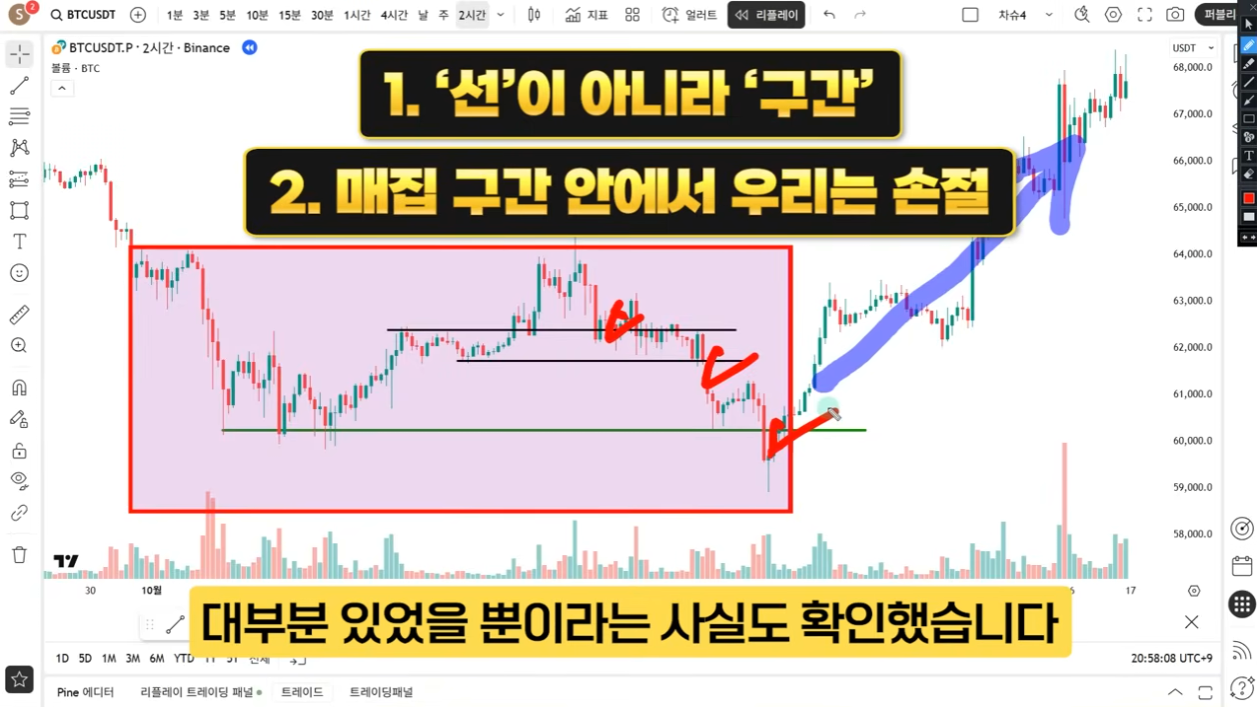 S 2 BTCUSDT 1분 3분 5분 10분 15분 30분 1시간 4시간 날 주 2시간 지표 얼러트 리플레이 차슈4 퍼블리
BTCUSDT.P · 2시간 · Binance
볼륨 · BTC
1. ‘선’이 아니라 ‘구간’
2. 매집 구간 안에서 우리는 손절
USDT
68,000.0
67,000.0
66,000.0
65,000.0
64,000.0
63,000.0
62,000.0
61,000.0
60,000.0
59,000.0
58,000.0
30 10월 17
대부분 있었을 뿐이라는 사실도 확인했습니다
1D 5D 1M 3M 6M YTD 1Y 5Y 전체 20:58:08 UTC+9
Pine 에디터 리플레이 트레이딩 패널 트레이드 트레이딩패널